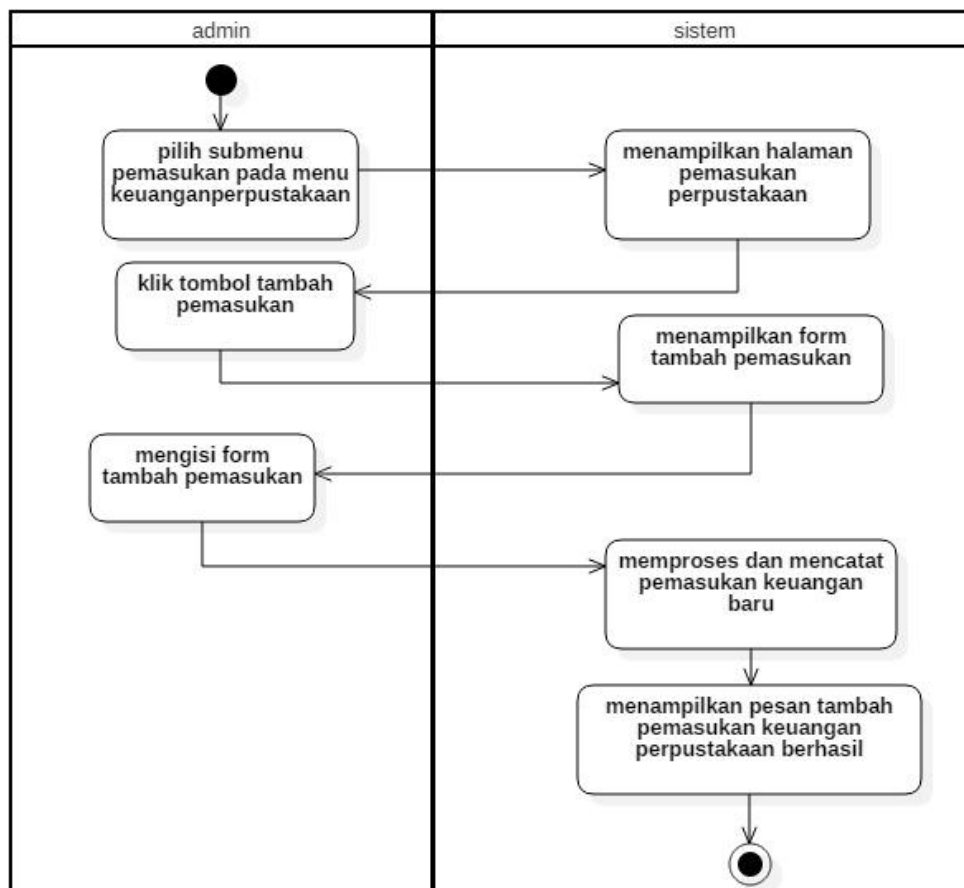 admin
sistem
pilih submenu
pemasukan pada menu
keuanganperpustakaan
menampilkan halaman
pemasukan
perpustakaan
klik tombol tambah
pemasukan
menampilkan form
tambah pemasukan
mengisi form
tambah pemasukan
memproses dan mencatat
pemasukan keuangan
baru
menampilkan pesan tambah
pemasukan keuangan
perpustakaan berhasil